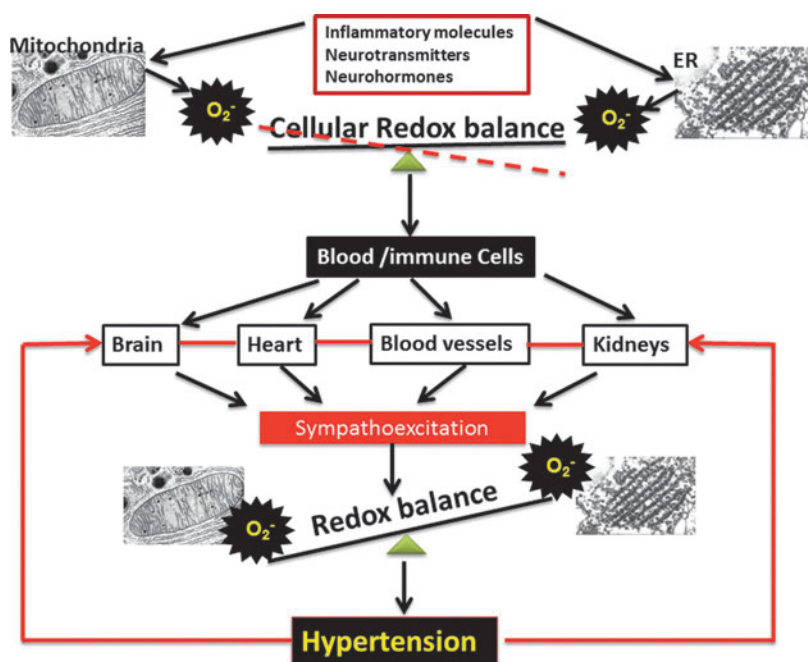 Inflammatory molecules
Neurotransmitters
Neurohormones
Mitochondria
ER
O₂⁻
O₂⁻
Cellular Redox balance
Blood /immune Cells
Brain
Heart
Blood vessels
Kidneys
Sympathoexcitation
O₂⁻
Redox balance
O₂⁻
Hypertension